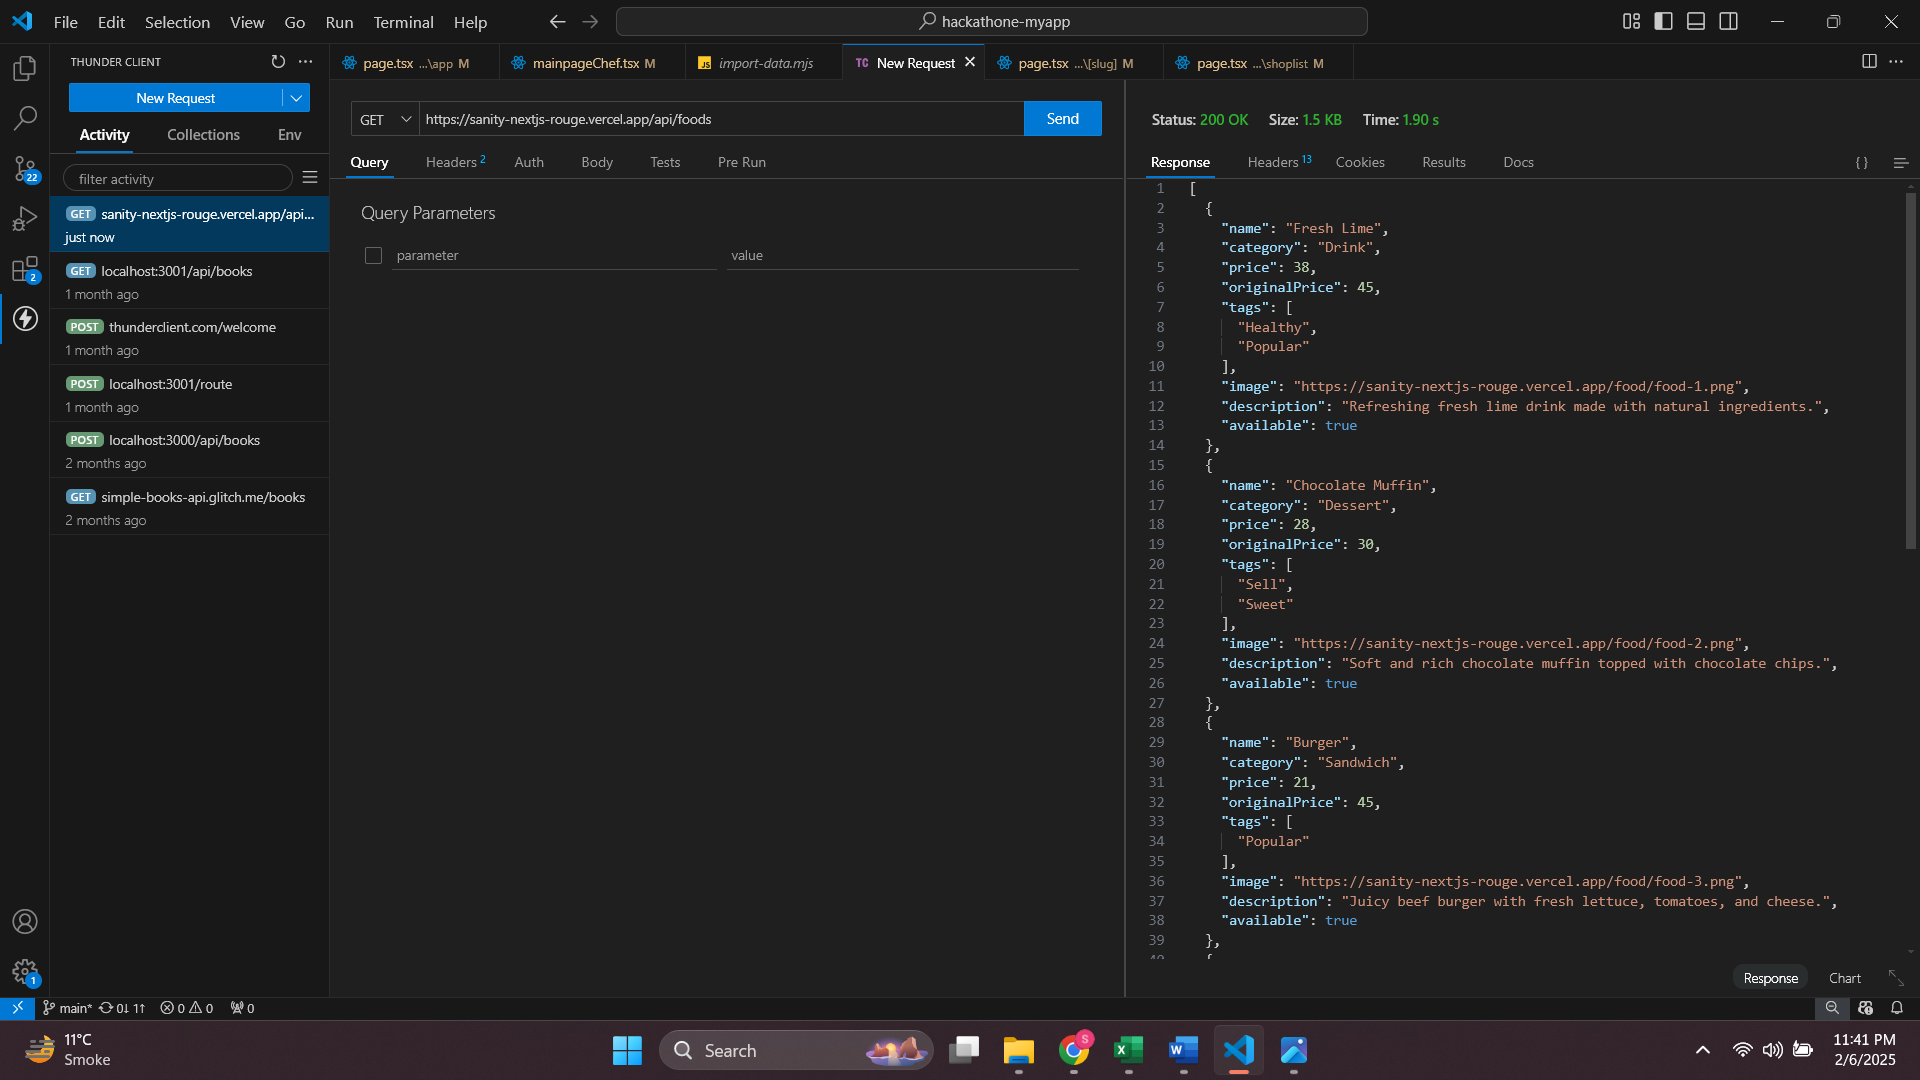 File Edit Selection View Go Run Terminal Help
hackathone-myapp
THUNDER CLIENT
New Request
Activity Collections Env
filter activity
GET sanity-nextjs-rouge.vercel.app/api...
just now
GET localhost:3001/api/books
1 month ago
POST thunderclient.com/welcome
1 month ago
POST localhost:3001/route
1 month ago
POST localhost:3000/api/books
2 months ago
GET simple-books-api.glitch.me/books
2 months ago
22
2
1
page.tsx ...\app M
mainpageChef.tsx M
JS import-data.mjs
TC New Request
page.tsx ...\[slug] M
page.tsx ...\shoplist M
GET https://sanity-nextjs-rouge.vercel.app/api/foods Send
Query Headers 2 Auth Body Tests Pre Run
Query Parameters
parameter value
Status: 200 OK Size: 1.5 KB Time: 1.90 s
Response Headers 13 Cookies Results Docs { }
1 [
2 {
3 "name": "Fresh Lime",
4 "category": "Drink",
5 "price": 38,
6 "originalPrice": 45,
7 "tags": [
8 "Healthy",
9 "Popular"
10 ],
11 "image": "https://sanity-nextjs-rouge.vercel.app/food/food-1.png",
12 "description": "Refreshing fresh lime drink made with natural ingredients.",
13 "available": true
14 },
15 {
16 "name": "Chocolate Muffin",
17 "category": "Dessert",
18 "price": 28,
19 "originalPrice": 30,
20 "tags": [
21 "Sell",
22 "Sweet"
23 ],
24 "image": "https://sanity-nextjs-rouge.vercel.app/food/food-2.png",
25 "description": "Soft and rich chocolate muffin topped with chocolate chips.",
26 "available": true
27 },
28 {
29 "name": "Burger",
30 "category": "Sandwich",
31 "price": 21,
32 "originalPrice": 45,
33 "tags": [
34 "Popular"
35 ],
36 "image": "https://sanity-nextjs-rouge.vercel.app/food/food-3.png",
37 "description": "Juicy beef burger with fresh lettuce, tomatoes, and cheese.",
38 "available": true
39 },
40 {
Response Chart
main* 0↓ 1↑ 0 0 0
11°C
Smoke
Search
S
11:41 PM
2/6/2025